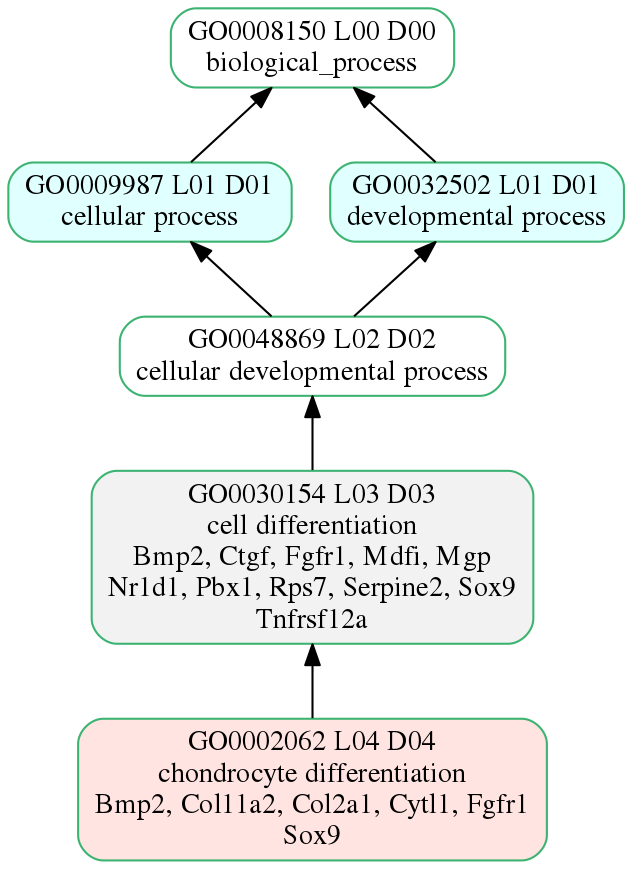 GO0008150 L00 D00
biological_process
GO0009987 L01 D01
cellular process
GO0032502 L01 D01
developmental process
GO0048869 L02 D02
cellular developmental process
GO0030154 L03 D03
cell differentiation
Bmp2, Ctgf, Fgfr1, Mdfi, Mgp
Nr1d1, Pbx1, Rps7, Serpine2, Sox9
Tnfrsf12a
GO0002062 L04 D04
chondrocyte differentiation
Bmp2, Col11a2, Col2a1, Cytl1, Fgfr1
Sox9